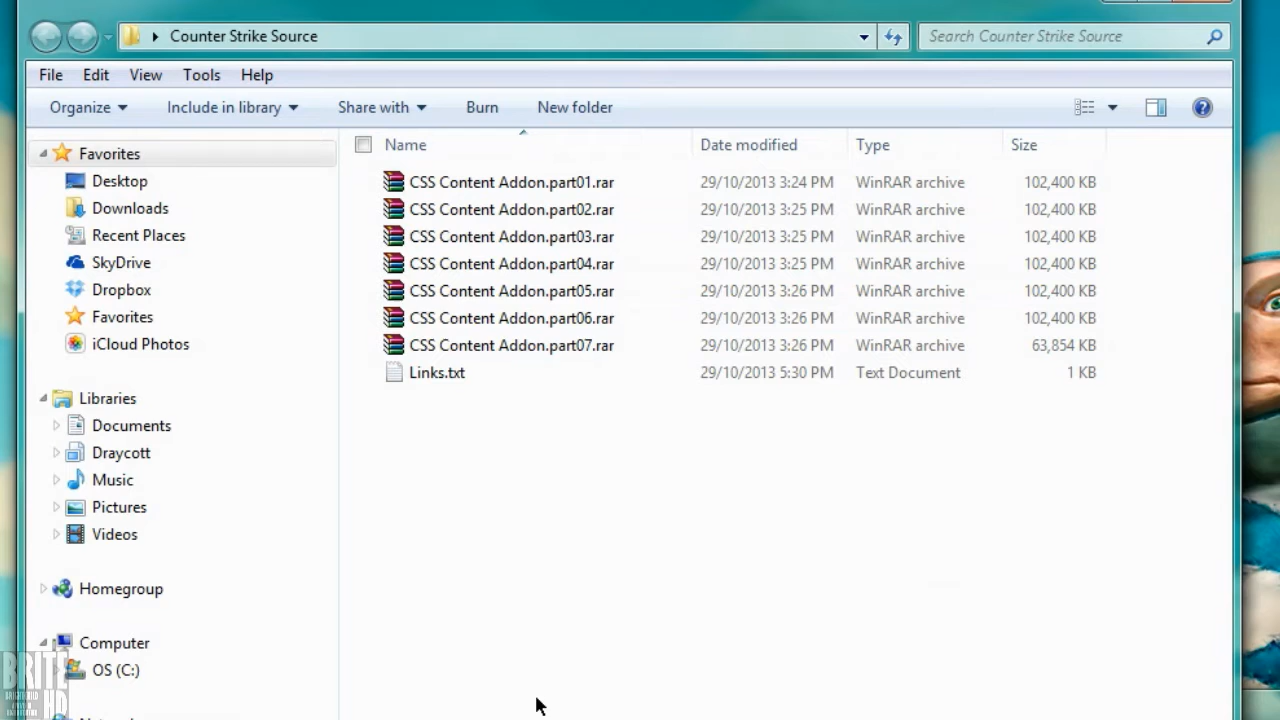 Counter Strike Source
Search Counter Strike Source
File Edit View Tools Help
Organize Include in library Share with Burn New folder
Name Date modified Type Size
Favorites
Desktop
Downloads
Recent Places
SkyDrive
Dropbox
Favorites
iCloud Photos
Libraries
Documents
Draycott
Music
Pictures
Videos
Homegroup
Computer
OS (C:)
CSS Content Addon.part01.rar 29/10/2013 3:24 PM WinRAR archive 102,400 KB
CSS Content Addon.part02.rar 29/10/2013 3:25 PM WinRAR archive 102,400 KB
CSS Content Addon.part03.rar 29/10/2013 3:25 PM WinRAR archive 102,400 KB
CSS Content Addon.part04.rar 29/10/2013 3:25 PM WinRAR archive 102,400 KB
CSS Content Addon.part05.rar 29/10/2013 3:26 PM WinRAR archive 102,400 KB
CSS Content Addon.part06.rar 29/10/2013 3:26 PM WinRAR archive 102,400 KB
CSS Content Addon.part07.rar 29/10/2013 3:26 PM WinRAR archive 63,854 KB
Links.txt 29/10/2013 5:30 PM Text Document 1 KB
BRITE
HD